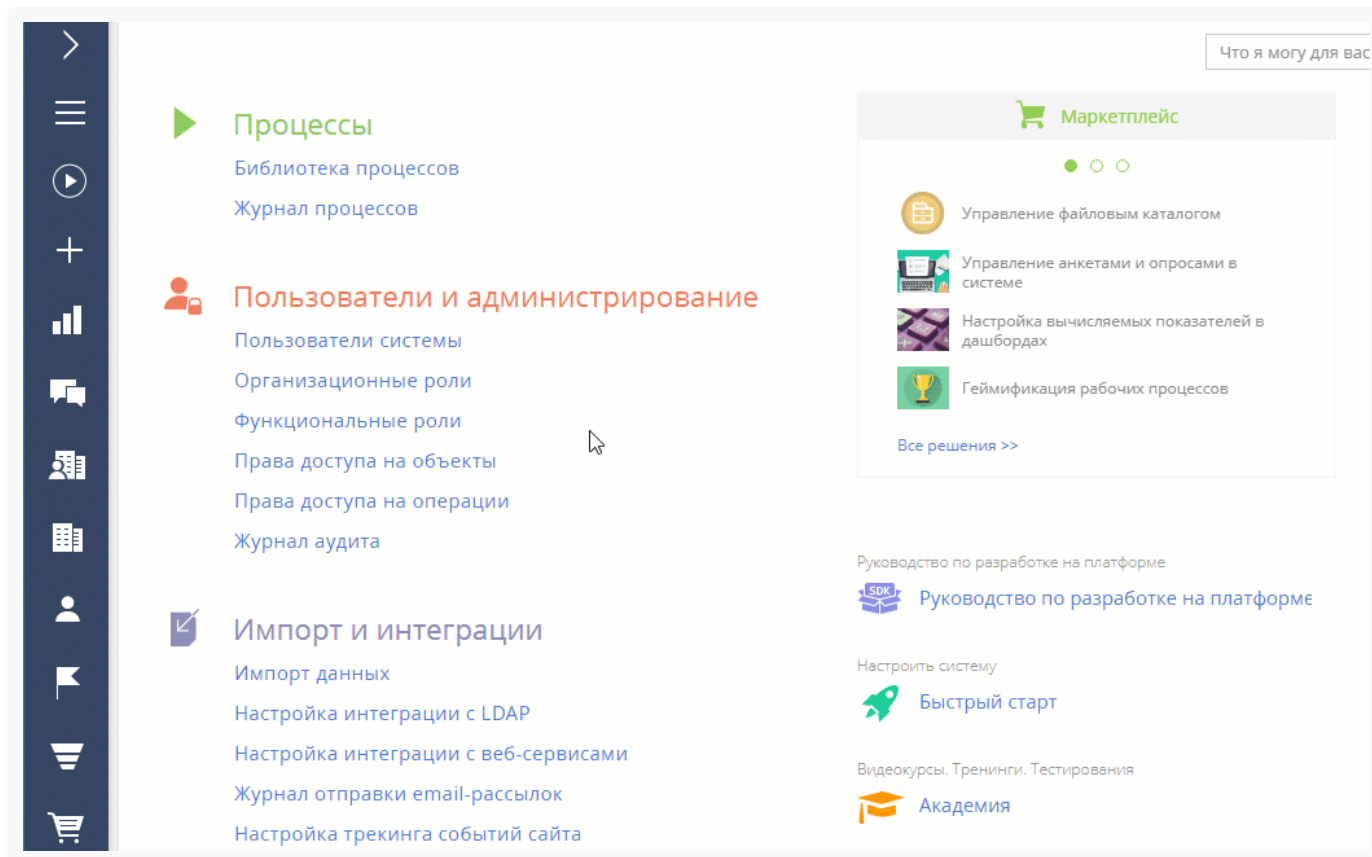 Что я могу для вас
Процессы
Библиотека процессов
Журнал процессов
Пользователи и администрирование
Пользователи системы
Организационные роли
Функциональные роли
Права доступа на объекты
Права доступа на операции
Журнал аудита
Импорт и интеграции
Импорт данных
Настройка интеграции с LDAP
Настройка интеграции с веб-сервисами
Журнал отправки email-рассылок
Настройка трекинга событий сайта
Маркетплейс
Управление файловым каталогом
Управление анкетами и опросами в
системе
Настройка вычисляемых показателей в
дашбордах
Геймификация рабочих процессов
Все решения >>
Руководство по разработке на платформе
SDK
Руководство по разработке на платформе
Настроить систему
Быстрый старт
Видеокурсы. Тренинги. Тестирования
Академия